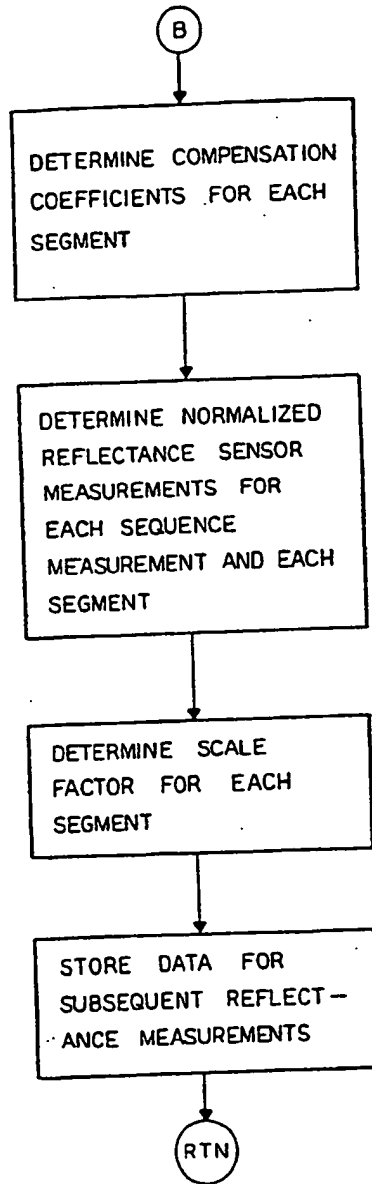 B
DETERMINE COMPENSATION
COEFFICIENTS FOR EACH
SEGMENT
DETERMINE NORMALIZED
REFLECTANCE SENSOR
MEASUREMENTS FOR
EACH SEQUENCE
MEASUREMENT AND EACH
SEGMENT
DETERMINE SCALE
FACTOR FOR EACH
SEGMENT
STORE DATA FOR
SUBSEQUENT REFLECT-
ANCE MEASUREMENTS
RTN